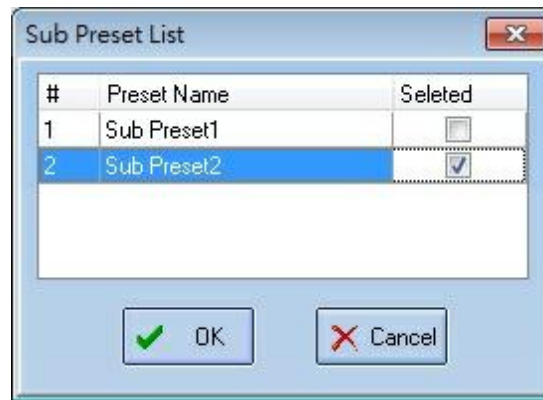 Sub Preset List
# Preset Name Seleted
1 Sub Preset1
2 Sub Preset2
OK Cancel